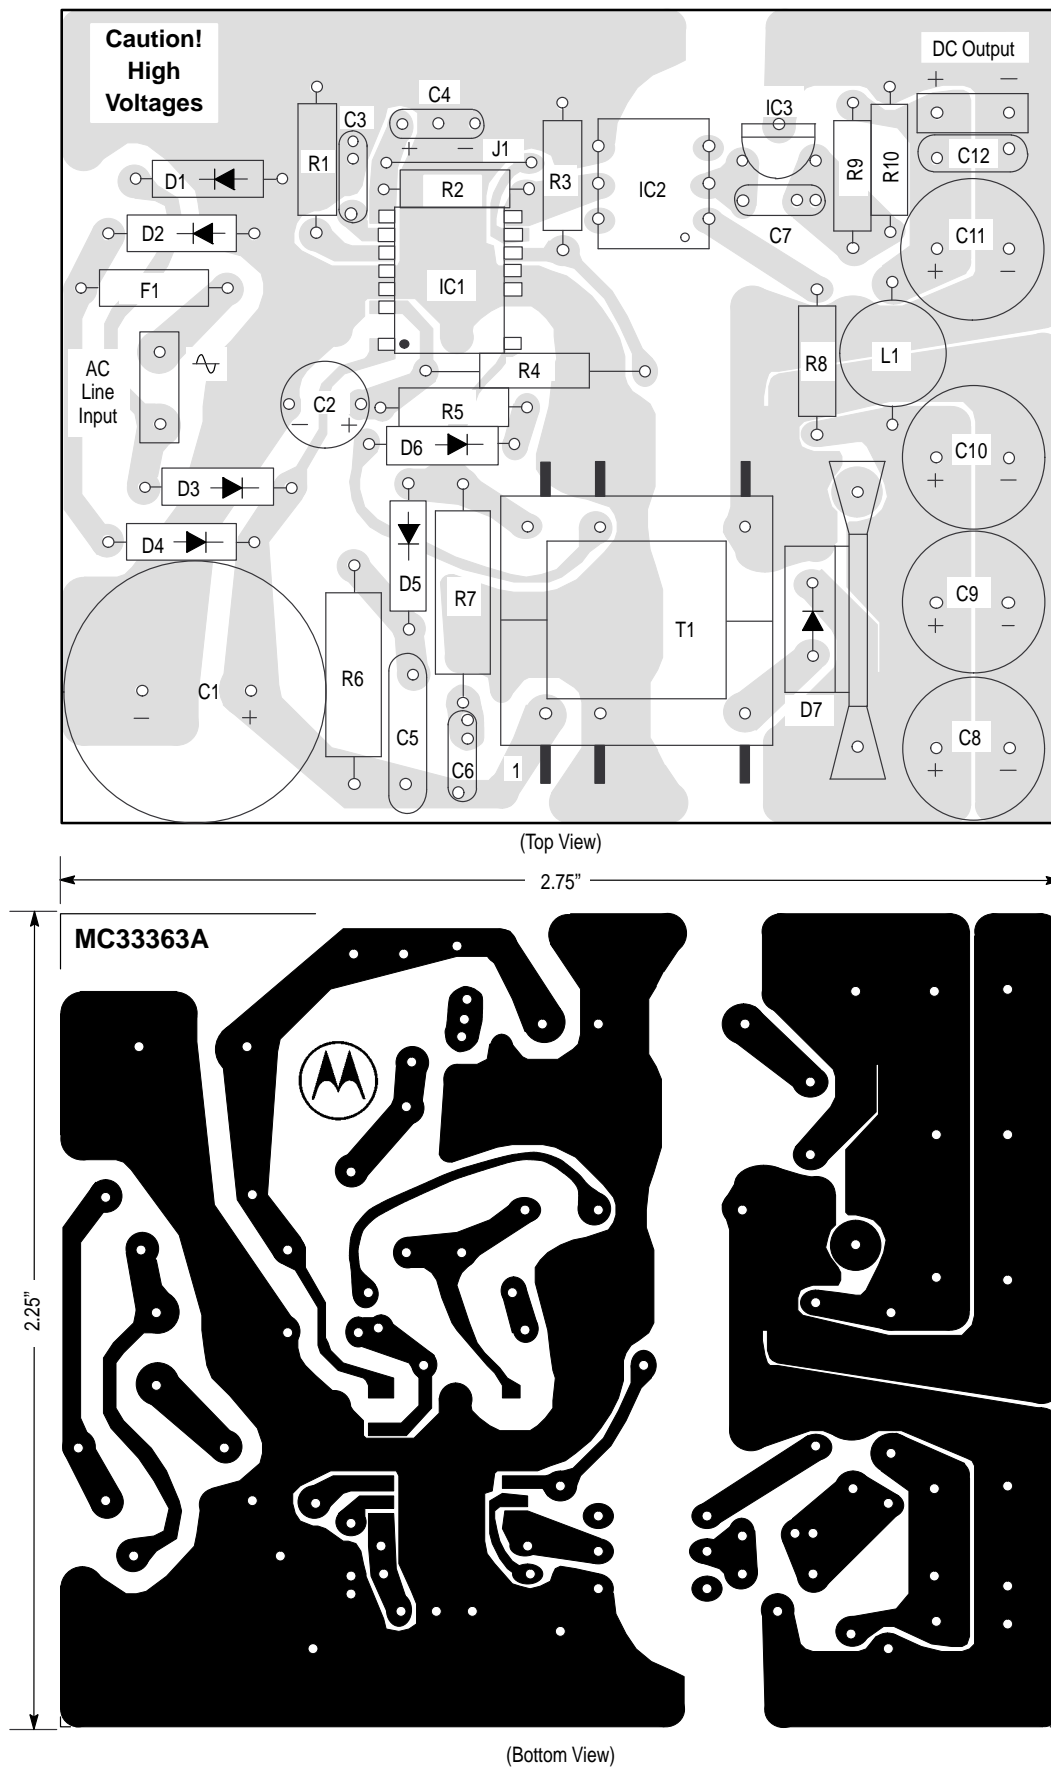 Caution!
High
Voltages
DC Output
+ −
C4
C3
+ − J1
IC3
R1
R2
R3
IC2
R9
R10
C12
D1
D2
C7
C11
+ −
F1
IC1
AC
Line
Input
R4
R8
L1
C2
− +
R5
D6
C10
+ −
D3
D4
D5
R7
T1
C9
+ −
C1
− +
R6
D7
C5
C6
1
C8
+ −
(Top View)
2.75”
MC33363A
2.25”
(Bottom View)